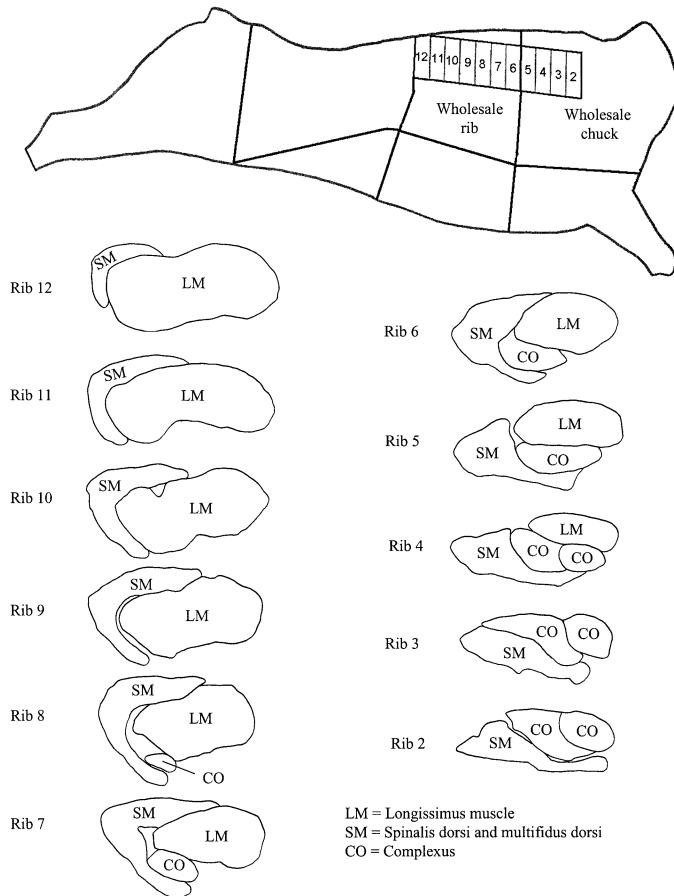 12 11 10 9 8 7 6 5 4 3 2
Wholesale
rib
Wholesale
chuck
Rib 12
SM
LM
Rib 11
SM
LM
Rib 10
SM
LM
Rib 9
SM
LM
Rib 8
SM
LM
CO
Rib 7
SM
LM
CO
Rib 6
SM
LM
CO
Rib 5
LM
SM
CO
Rib 4
LM
SM
CO
CO
Rib 3
CO
CO
SM
Rib 2
CO
CO
SM
LM = Longissimus muscle
SM = Spinalis dorsi and multifidus dorsi
CO = Complexus